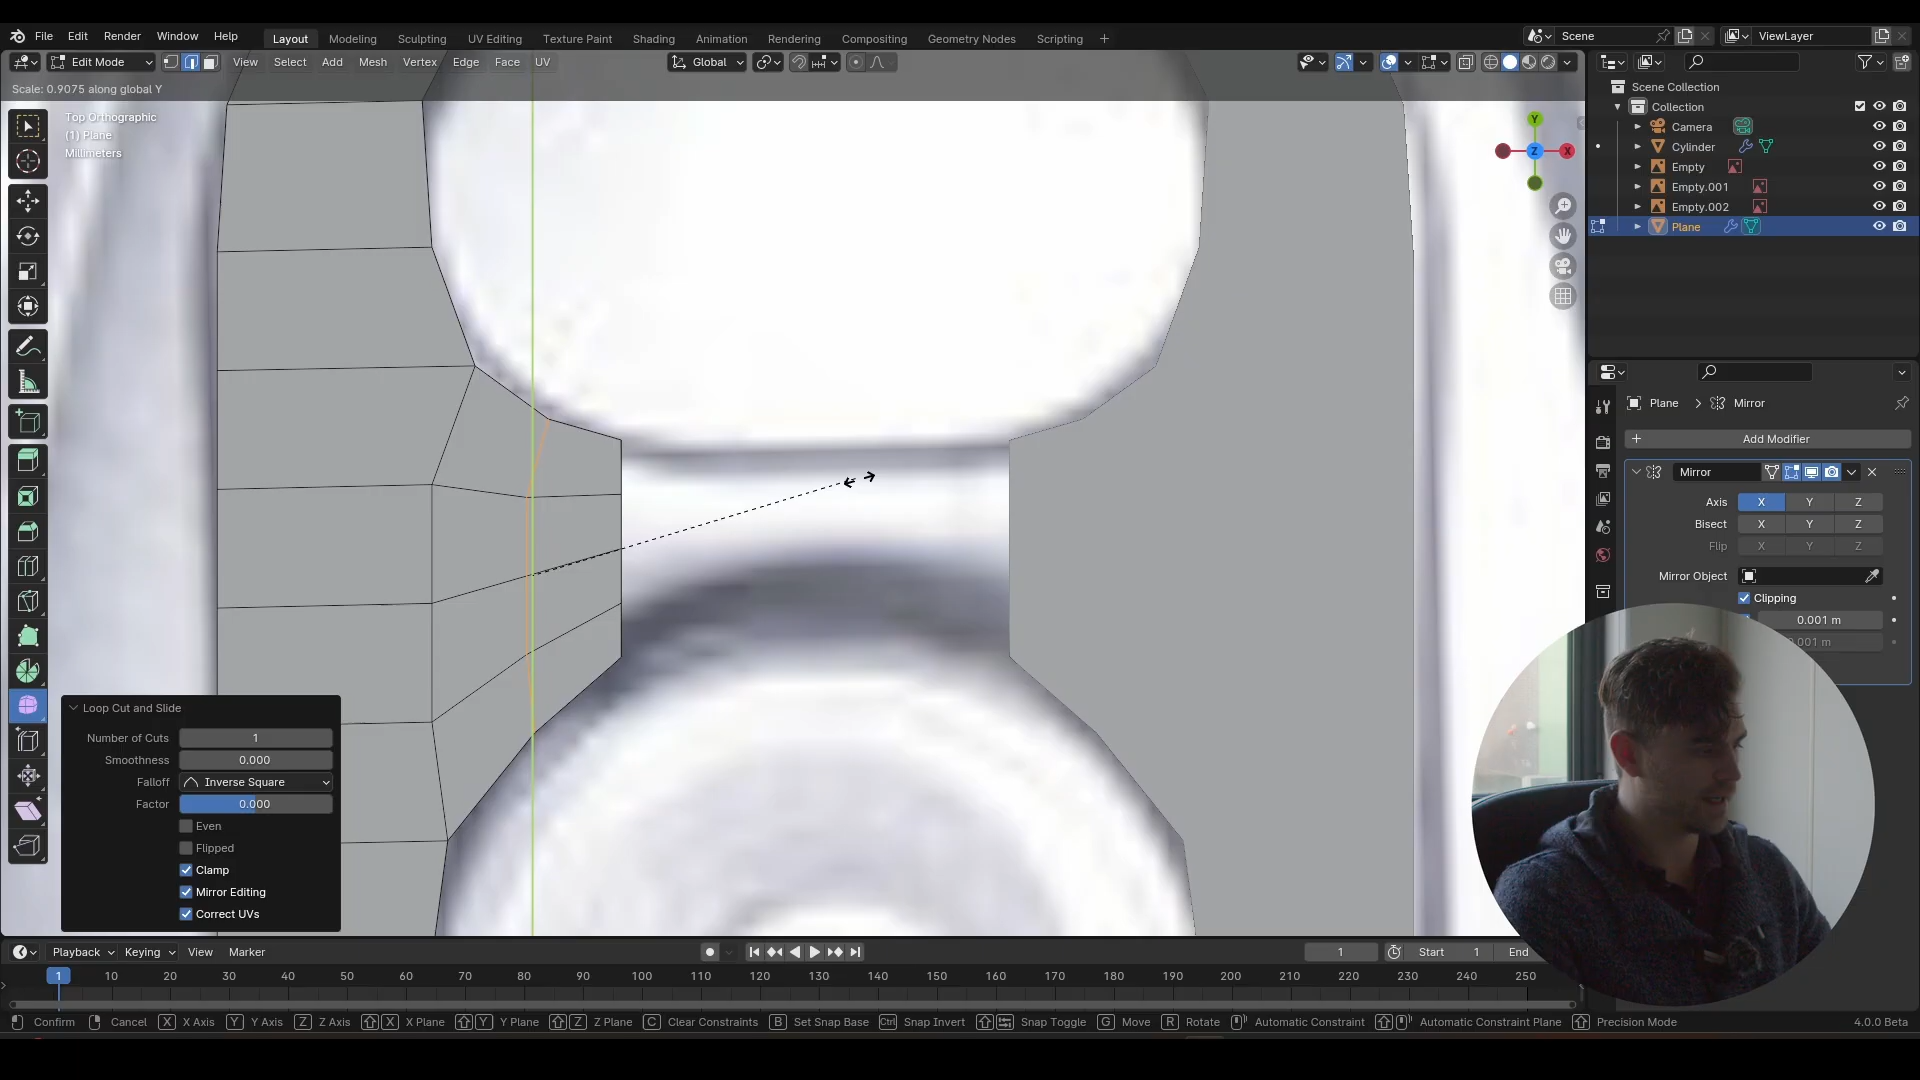 File Edit Render Window Help
Layout Modeling Sculpting UV Editing Texture Paint Shading Animation Rendering Compositing Geometry Nodes Scripting +
Scene ViewLayer
Edit Mode View Select Add Mesh Vertex Edge Face UV Global
Scale: 0.9075 along global Y
Top Orthographic
(1) Plane
Millimeters
Y
Z X
Scene Collection
Collection
Camera
Cylinder
Empty
Empty.001
Empty.002
Plane
Plane > Mirror
+ Add Modifier
Mirror
Axis X Y Z
Bisect X Y Z
Flip X Y Z
Mirror Object
Clipping
0.001 m
0.001 m
Loop Cut and Slide
Number of Cuts 1
Smoothness 0.000
Falloff Inverse Square
Factor 0.000
Even
Flipped
Clamp
Mirror Editing
Correct UVs
Playback Keying View Marker 1 Start 1 End
1 10 20 30 40 50 60 70 80 90 100 110 120 130 140 150 160 170 180 190 200 210 220 230 240 250
Confirm Cancel X X Axis Y Y Axis Z Z Axis X X Plane Y Y Plane Z Z Plane C Clear Constraints B Set Snap Base Ctrl Snap Invert Snap Toggle G Move R Rotate Automatic Constraint Automatic Constraint Plane Precision Mode 4.0.0 Beta